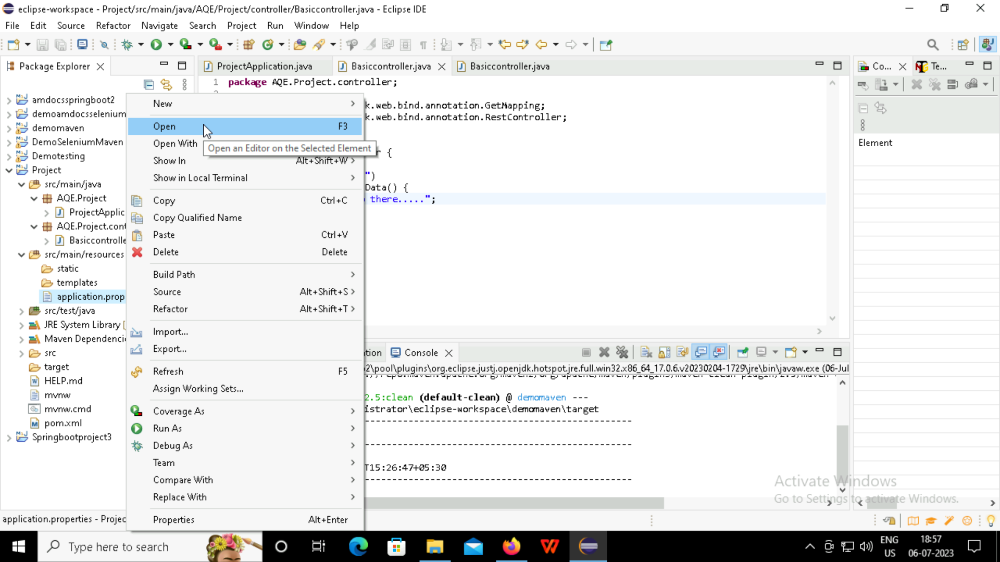 eclipse-workspace - Project/src/main/java/AQE/Project/controller/Basiccontroller.java - Eclipse IDE
File Edit Source Refactor Navigate Search Project Run Window Help
Package Explorer
ProjectApplication.java
Basiccontroller.java
Basiccontroller.java
Co...
Te...
1 package AQE.Project.controller;
k.web.bind.annotation.GetMapping;
k.web.bind.annotation.RestController;
r {
")
Data() {
there.....";
Element
amdocsspringboot2
demoamdocsselenium
demomaven
DemoSeleniumMaven
Demotesting
Project
src/main/java
AQE.Project
ProjectApplic
AQE.Project.cont
Basiccontrolle
src/main/resources
static
templates
application.prop
src/test/java
JRE System Library [
Maven Dependenci
src
target
HELP.md
mvnw
mvnw.cmd
pom.xml
Springbootproject3
New
Open F3
Open With
Open an Editor on the Selected Element
Show In Alt+Shift+W
Show in Local Terminal
Copy Ctrl+C
Copy Qualified Name
Paste Ctrl+V
Delete Delete
Build Path
Source Alt+Shift+S
Refactor Alt+Shift+T
Import...
Export...
Refresh F5
Assign Working Sets...
Coverage As
Run As
Debug As
Team
Compare With
Replace With
Properties Alt+Enter
tion
Console
2\pool\plugins\org.eclipse.justj.openjdk.hotspot.jre.full.win32.x86_64_17.0.6.v20230204-1729\jre\bin\javaw.exe (06-Jul
2.5:clean (default-clean) @ demomaven ---
istrator\eclipse-workspace\demomaven\target
------------------------------------------------------
------------------------------------------------------
T15:26:47+05:30
------------------------------------------------------
Activate Windows
Go to Settings to activate Windows.
application.properties - Projec
Type here to search
ENG
US
18:57
06-07-2023